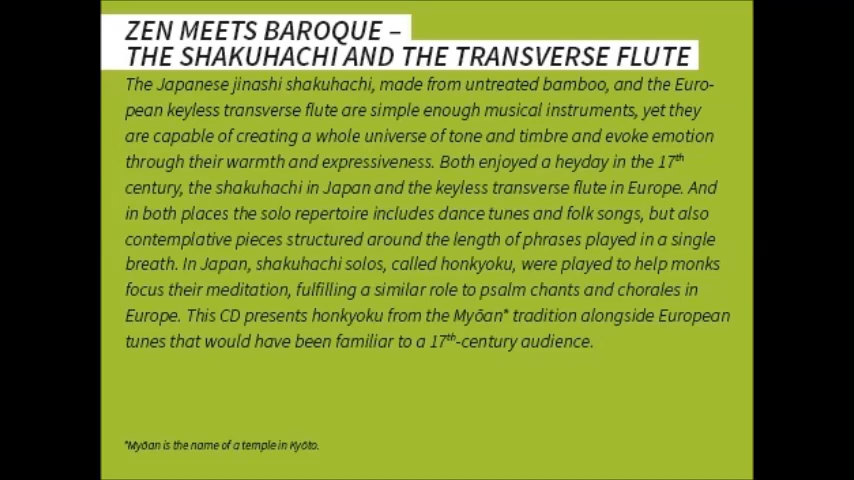 ZEN MEETS BAROQUE –
THE SHAKUHACHI AND THE TRANSVERSE FLUTE
The Japanese jinashi shakuhachi, made from untreated bamboo, and the Euro-
pean keyless transverse flute are simple enough musical instruments, yet they
are capable of creating a whole universe of tone and timbre and evoke emotion
through their warmth and expressiveness. Both enjoyed a heyday in the 17th
century, the shakuhachi in Japan and the keyless transverse flute in Europe. And
in both places the solo repertoire includes dance tunes and folk songs, but also
contemplative pieces structured around the length of phrases played in a single
breath. In Japan, shakuhachi solos, called honkyoku, were played to help monks
focus their meditation, fulfilling a similar role to psalm chants and chorales in
Europe. This CD presents honkyoku from the Myōan* tradition alongside European
tunes that would have been familiar to a 17th-century audience.
*Myōan is the name of a temple in Kyōto.